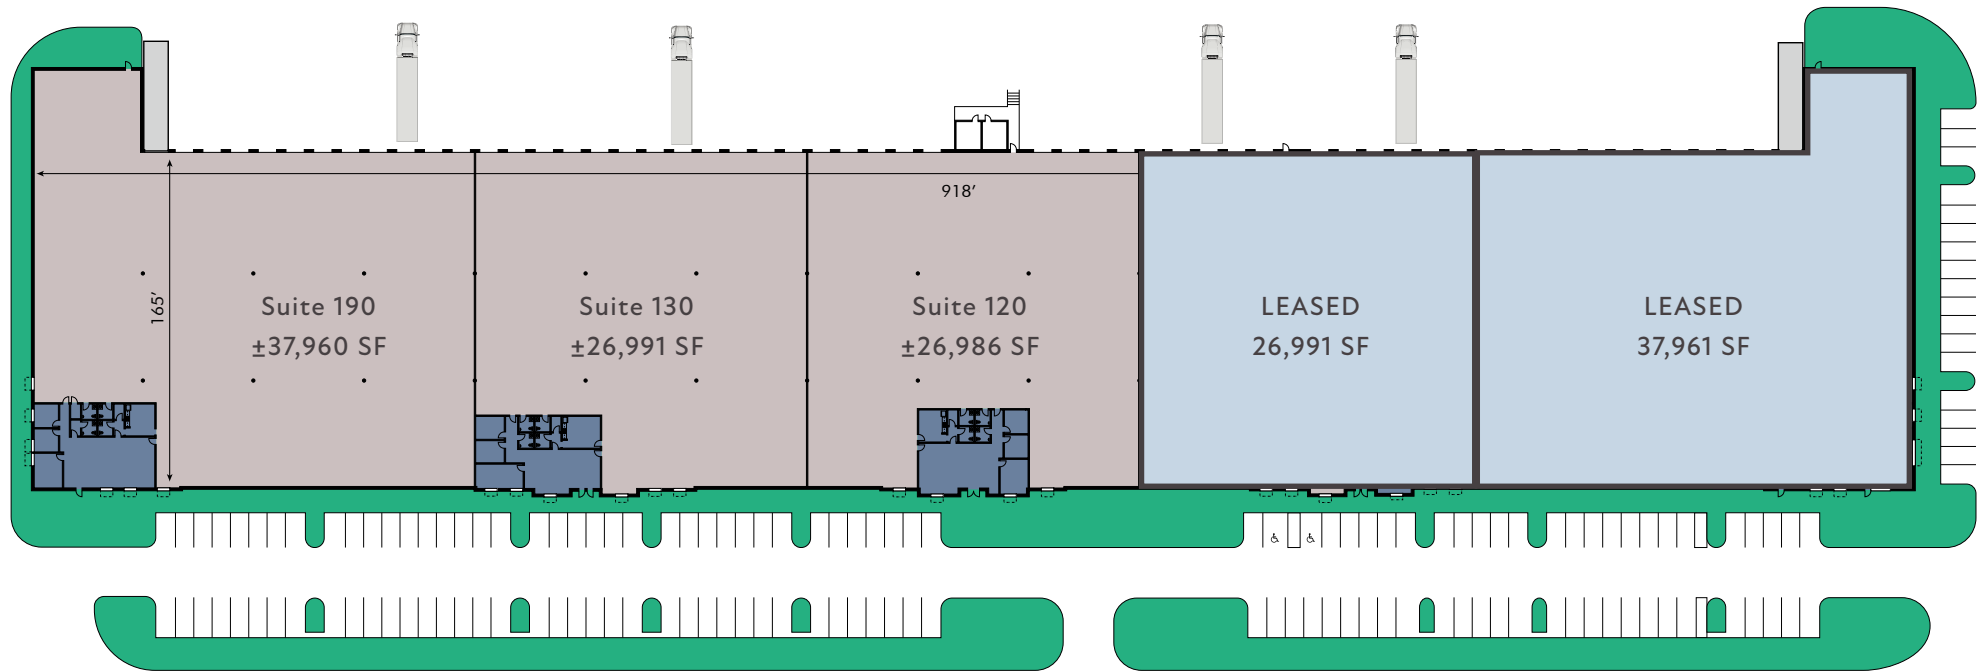 918′
165′
Suite 190
±37,960 SF
Suite 130
±26,991 SF
Suite 120
±26,986 SF
LEASED
26,991 SF
LEASED
37,961 SF